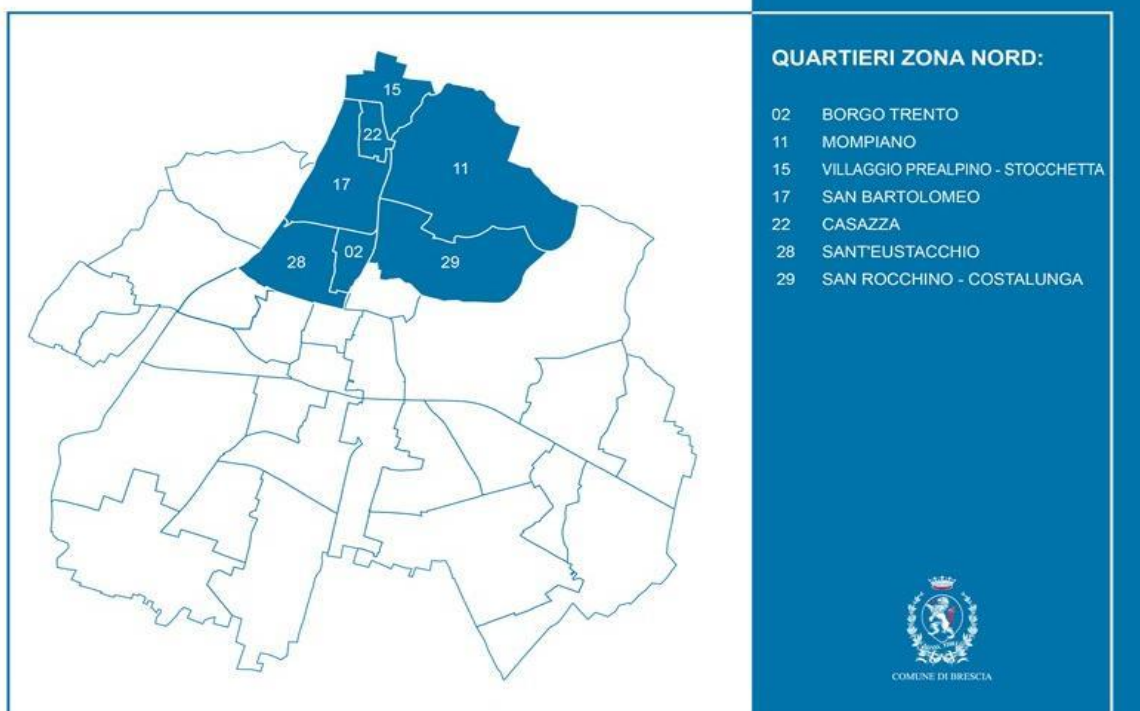 QUARTIERI ZONA NORD:
02 BORGO TRENTO
11 MOMPIANO
15 VILLAGGIO PREALPINO - STOCCHETTA
17 SAN BARTOLOMEO
22 CASAZZA
28 SANT'EUSTACCHIO
29 SAN ROCCHINO - COSTALUNGA
15
22
11
17
02
28
29
COMUNE DI BRESCIA